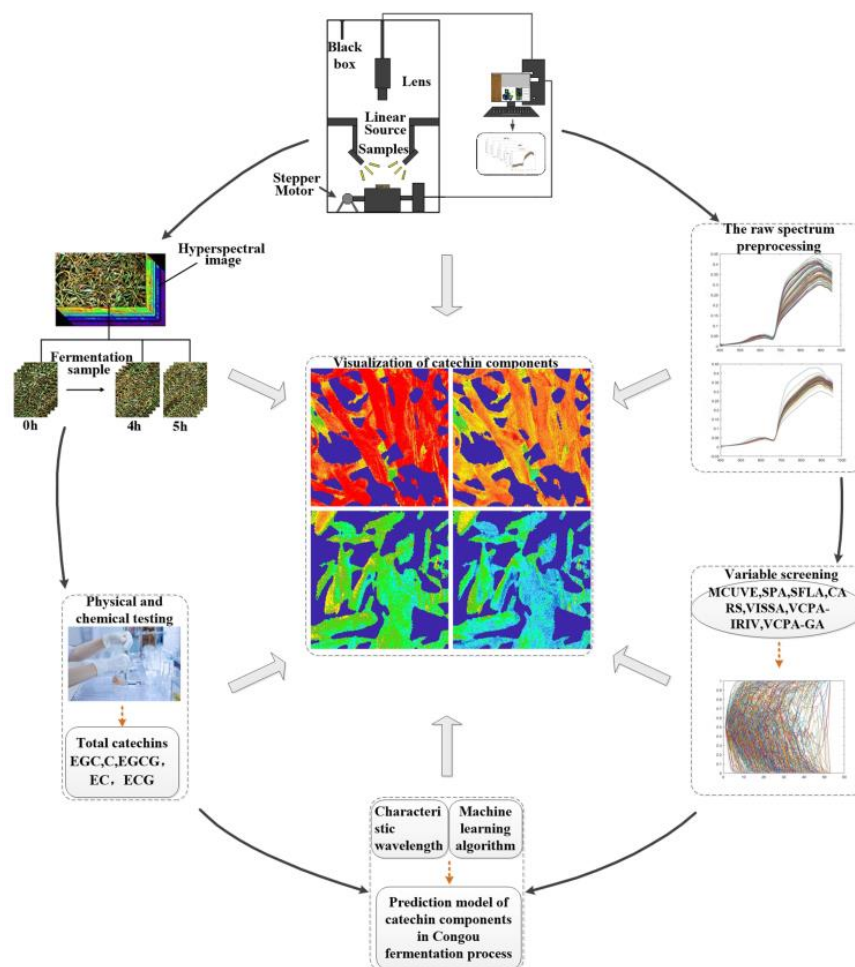 Black
box
Lens
Linear
Source
Samples
Stepper
Motor
Hyperspectral
image
Fermentation
sample
0h
4h
5h
The raw spectrum
preprocessing
Visualization of catechin components
Variable screening
MCUVE,SPA,SFLA,CA
RS,VISSA,VCPA-
IRIV,VCPA-GA
Physical and
chemical testing
Total catechins
EGC,C,EGCG，
EC，ECG
Characteri
stic
wavelength
Machine
learning
algorithm
Prediction model of
catechin components
in Congou
fermentation process